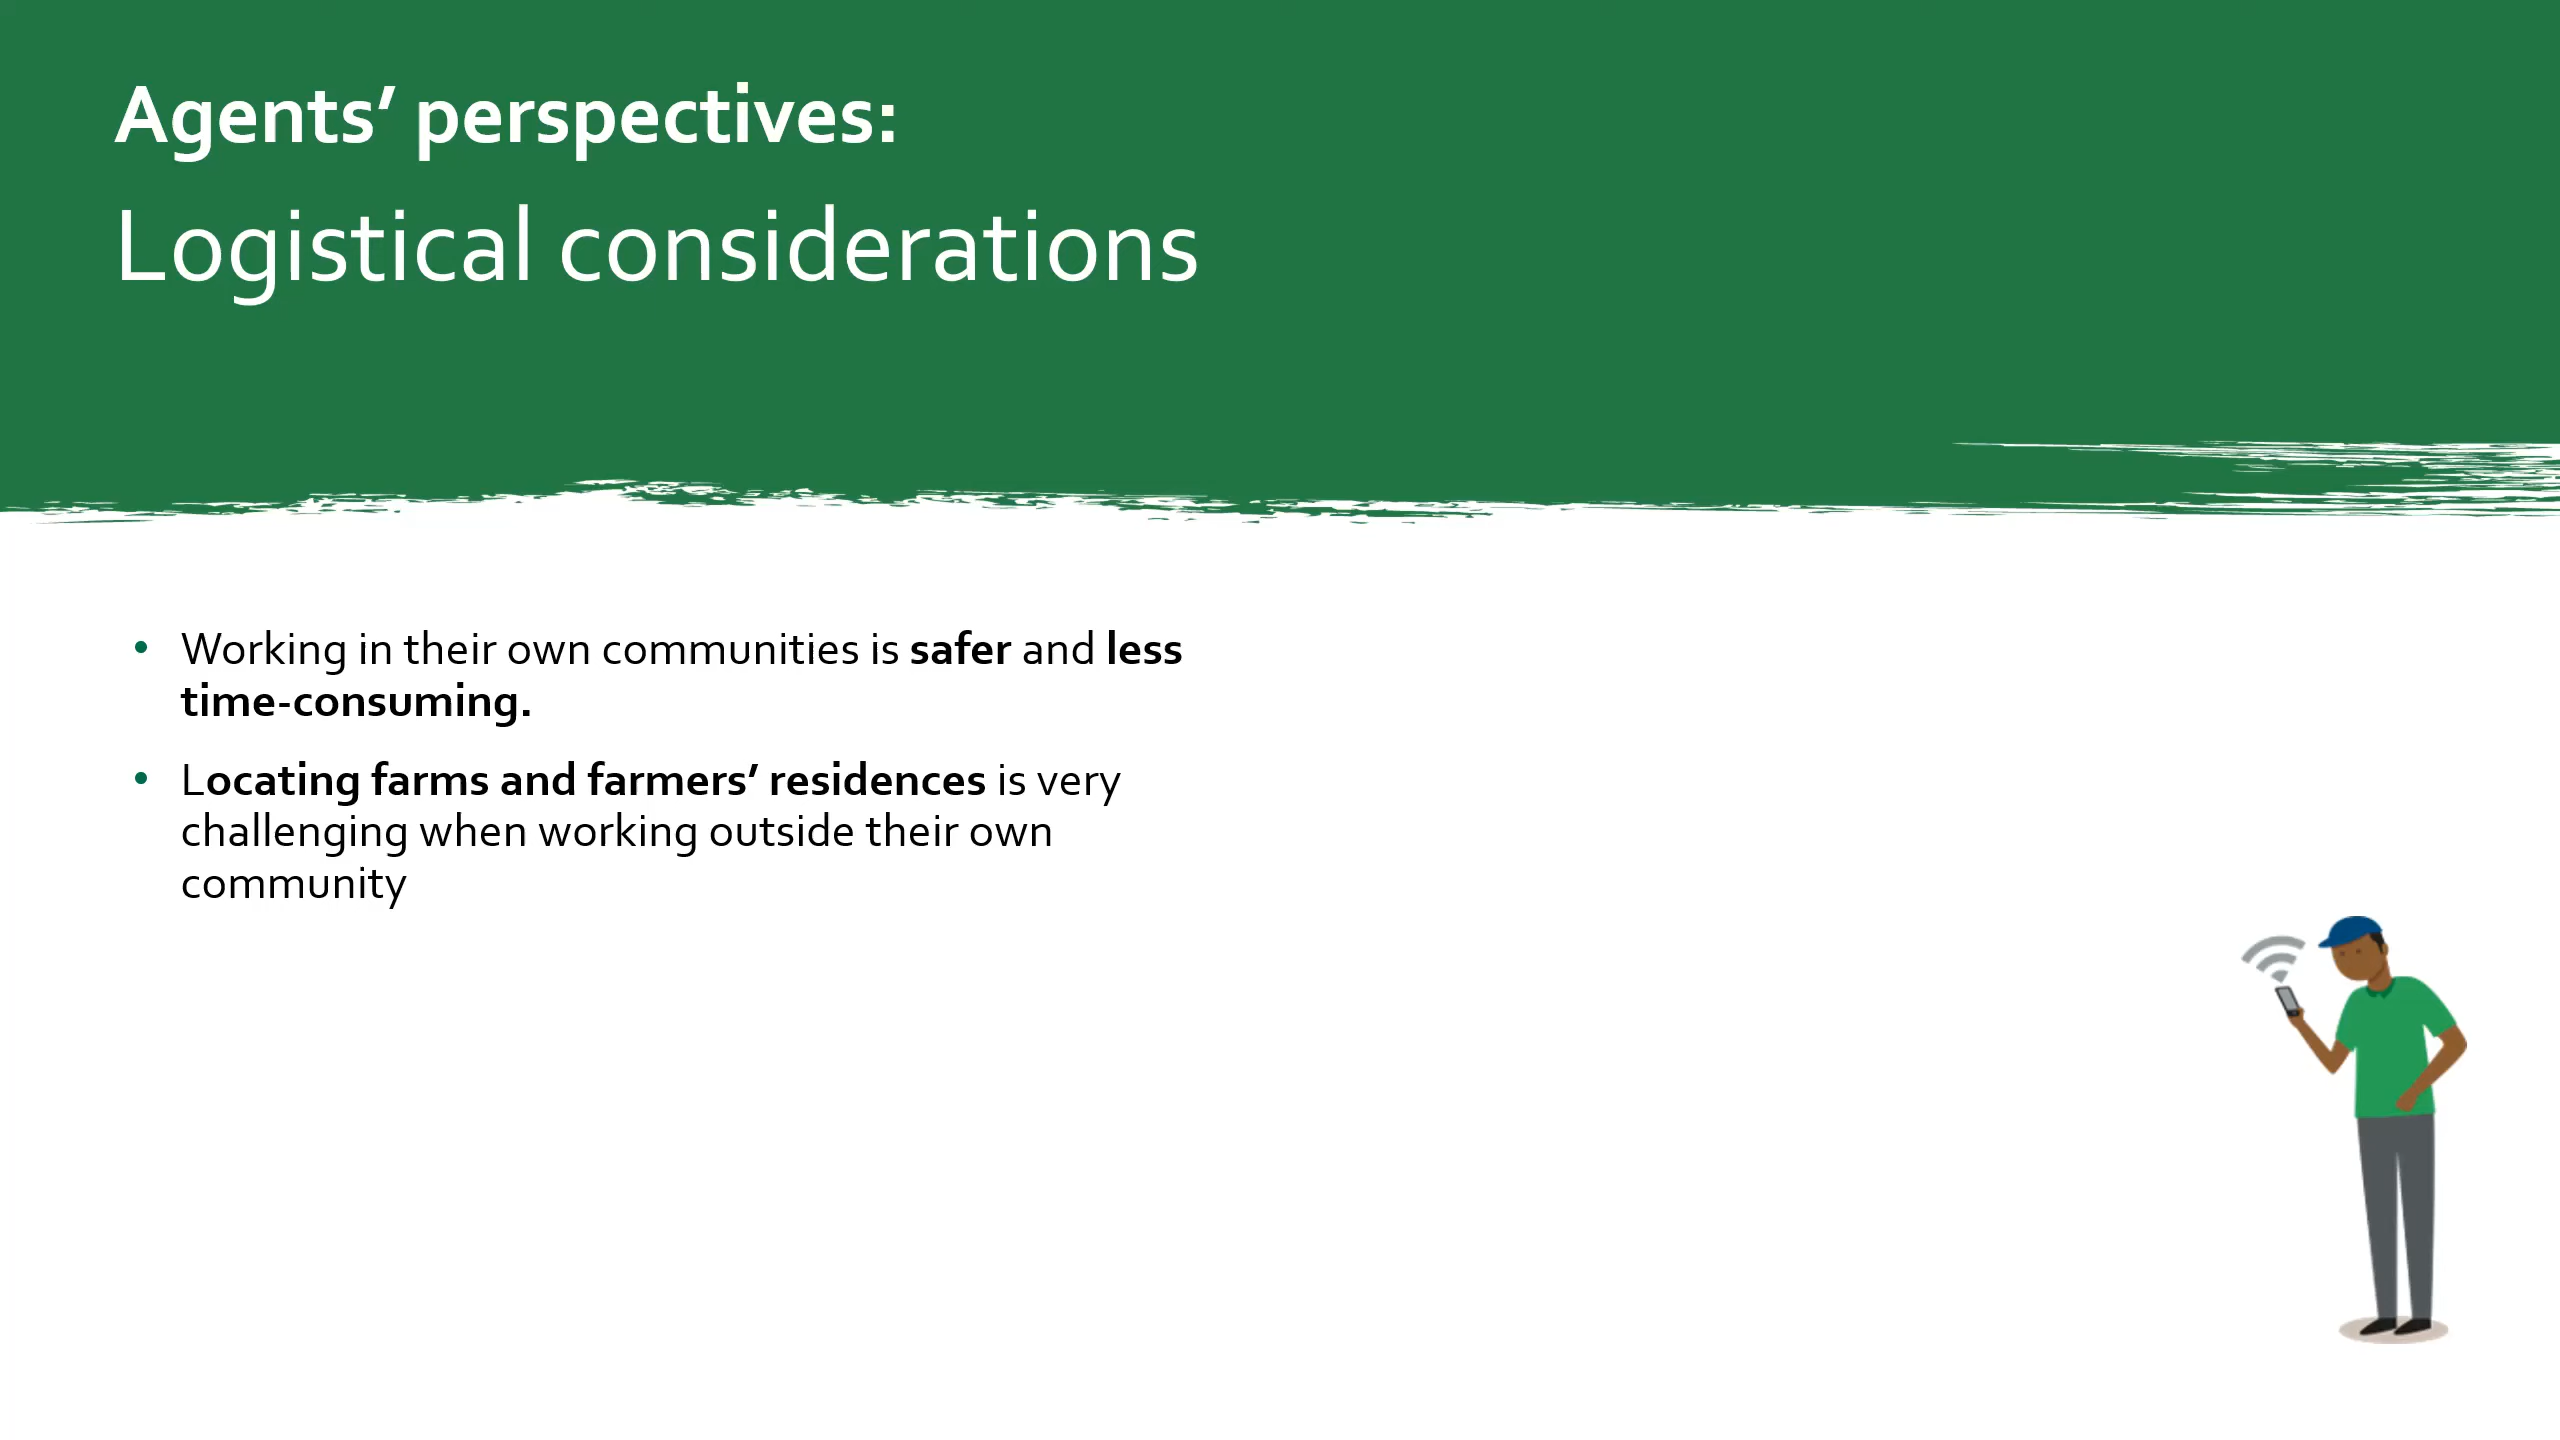 Agents’ perspectives:
Logistical considerations
• Working in their own communities is safer and less
time-consuming.
• Locating farms and farmers’ residences is very
challenging when working outside their own
community